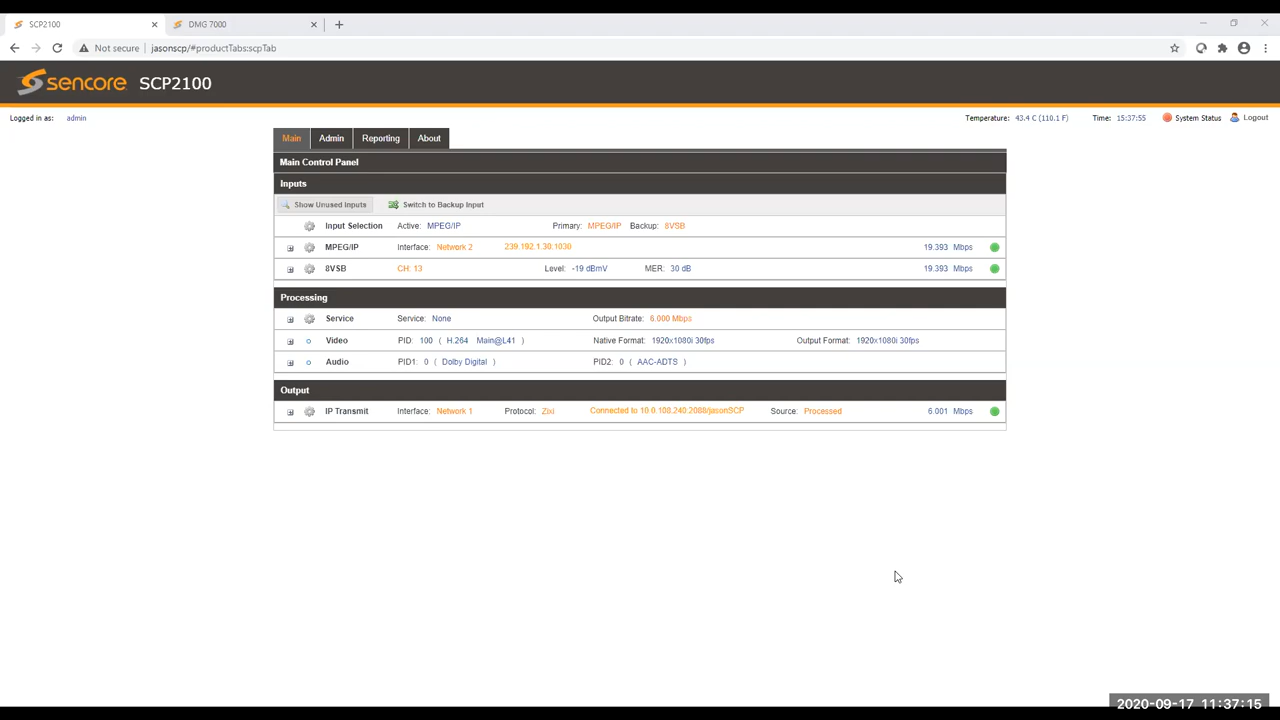 SCP2100
DMG 7000
Not secure | jasonscp/#productTabs:scpTab
sencore SCP2100
Logged in as: admin
Temperature: 43.4 C (110.1 F) Time: 15:37:55 System Status Logout
Main Admin Reporting About
Main Control Panel
Inputs
Show Unused Inputs Switch to Backup Input
Input Selection Active: MPEG/IP Primary: MPEG/IP Backup: 8VSB
MPEG/IP Interface: Network 2 239.192.1.30:1030 19.393 Mbps
8VSB CH: 13 Level: -19 dBmV MER: 30 dB 19.393 Mbps
Processing
Service Service: None Output Bitrate: 6.000 Mbps
Video PID: 100 ( H.264 Main@L41 ) Native Format: 1920x1080i 30fps Output Format: 1920x1080i 30fps
Audio PID1: 0 ( Dolby Digital ) PID2: 0 ( AAC-ADTS )
Output
IP Transmit Interface: Network 1 Protocol: Zixi Connected to 10.0.108.240:2088/jasonSCP Source: Processed 6.001 Mbps
2020-09-17 11:37:15